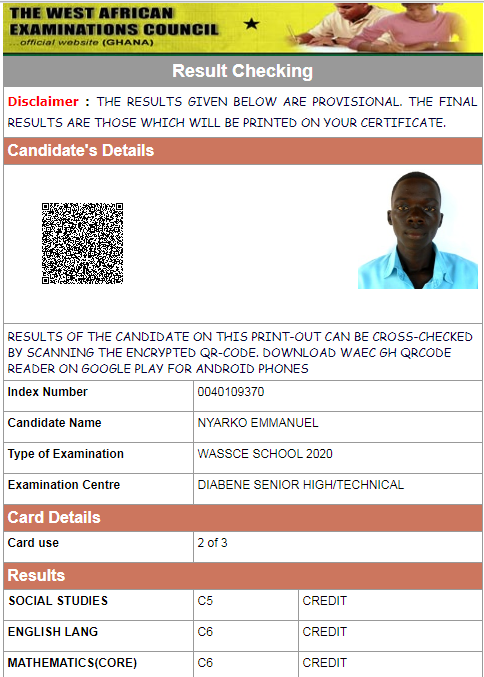 THE WEST AFRICAN
EXAMINATIONS COUNCIL
...official website (GHANA)
Result Checking
Disclaimer : THE RESULTS GIVEN BELOW ARE PROVISIONAL. THE FINAL
RESULTS ARE THOSE WHICH WILL BE PRINTED ON YOUR CERTIFICATE.
Candidate's Details
RESULTS OF THE CANDIDATE ON THIS PRINT-OUT CAN BE CROSS-CHECKED
BY SCANNING THE ENCRYPTED QR-CODE. DOWNLOAD WAEC GH QRCODE
READER ON GOOGLE PLAY FOR ANDROID PHONES
Index Number 0040109370
Candidate Name NYARKO EMMANUEL
Type of Examination WASSCE SCHOOL 2020
Examination Centre DIABENE SENIOR HIGH/TECHNICAL
Card Details
Card use 2 of 3
Results
SOCIAL STUDIES C5 CREDIT
ENGLISH LANG C6 CREDIT
MATHEMATICS(CORE) C6 CREDIT